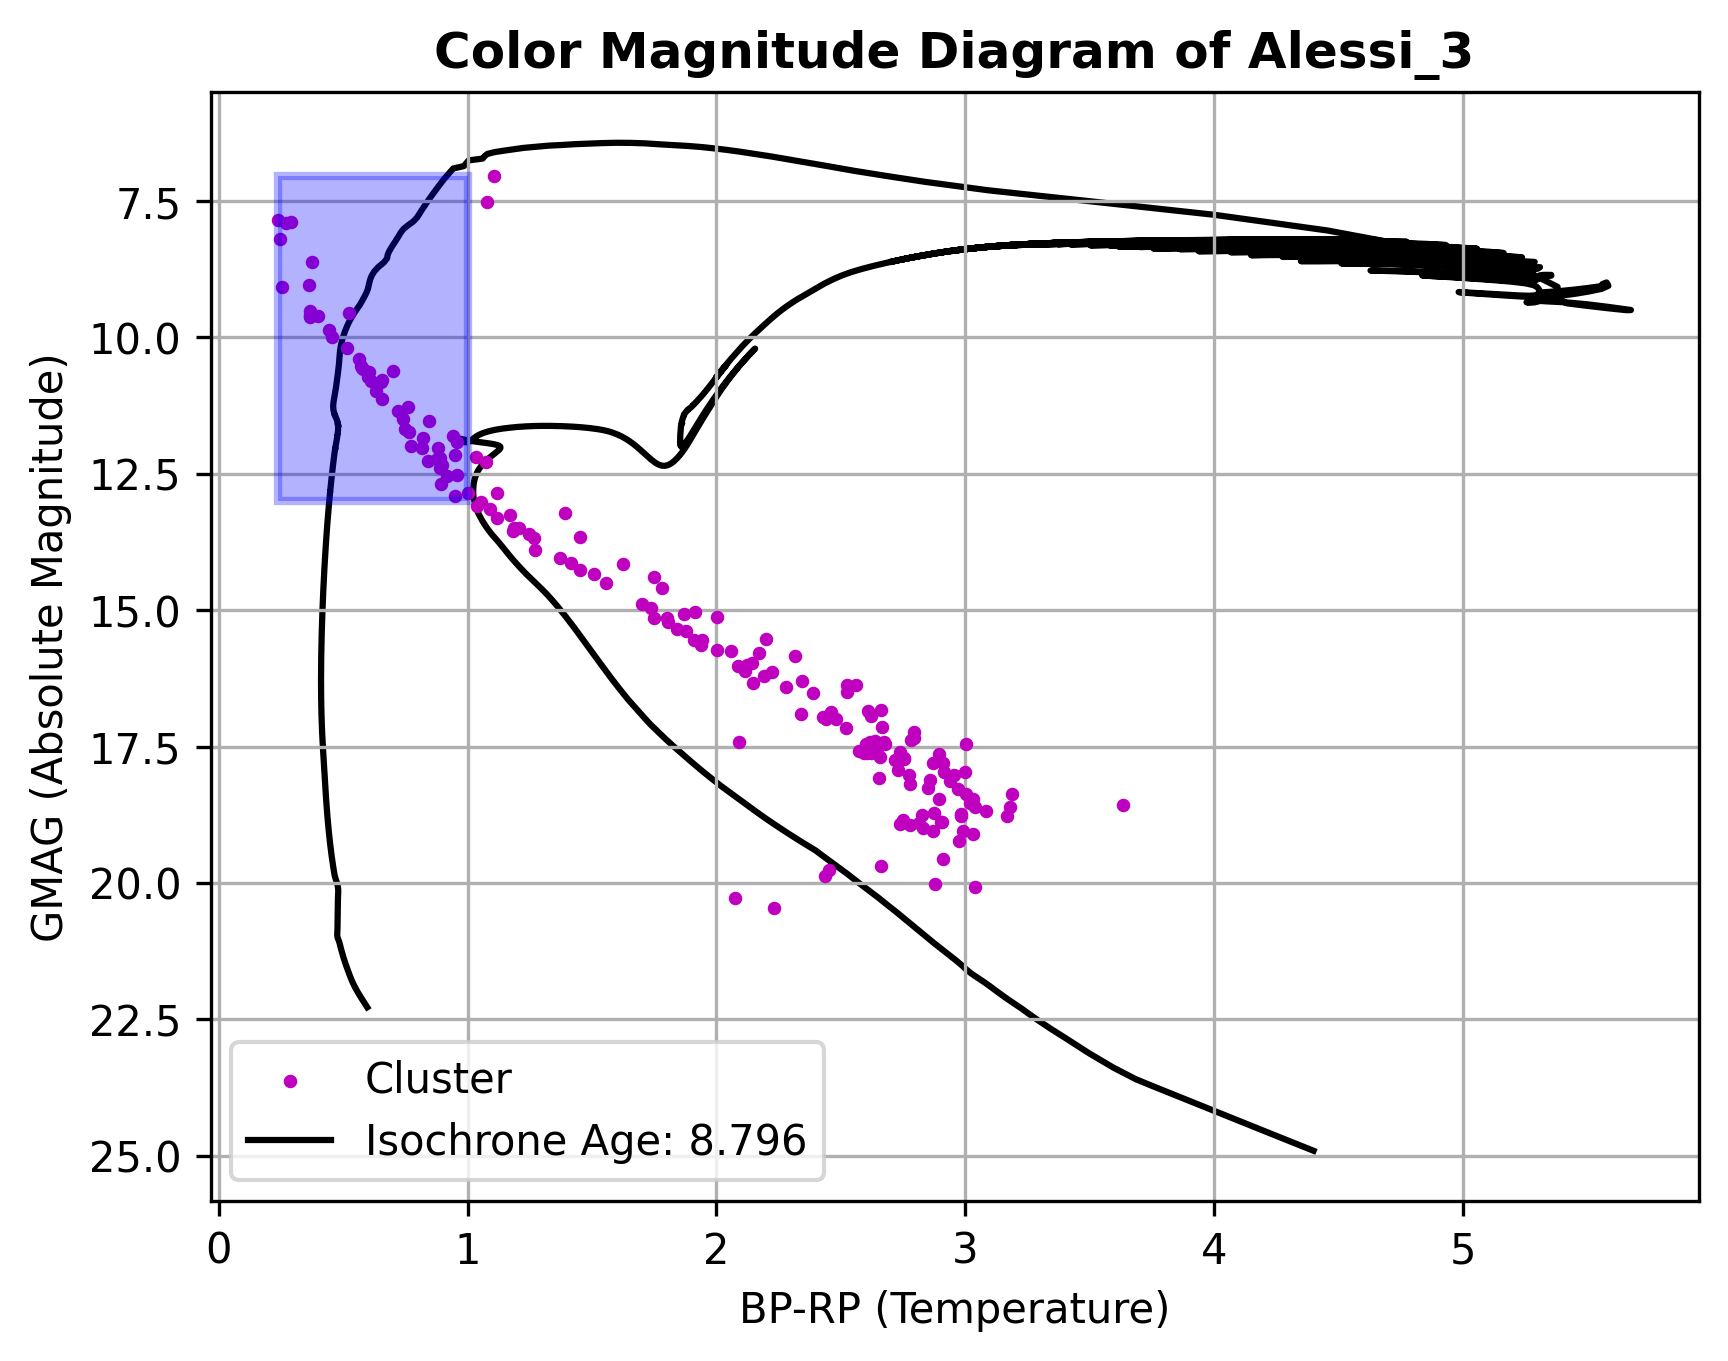 Color Magnitude Diagram of Alessi_3
GMAG (Absolute Magnitude)
7.5
10.0
12.5
15.0
17.5
20.0
22.5
25.0
Cluster
Isochrone Age: 8.796
0 1 2 3 4 5
BP-RP (Temperature)